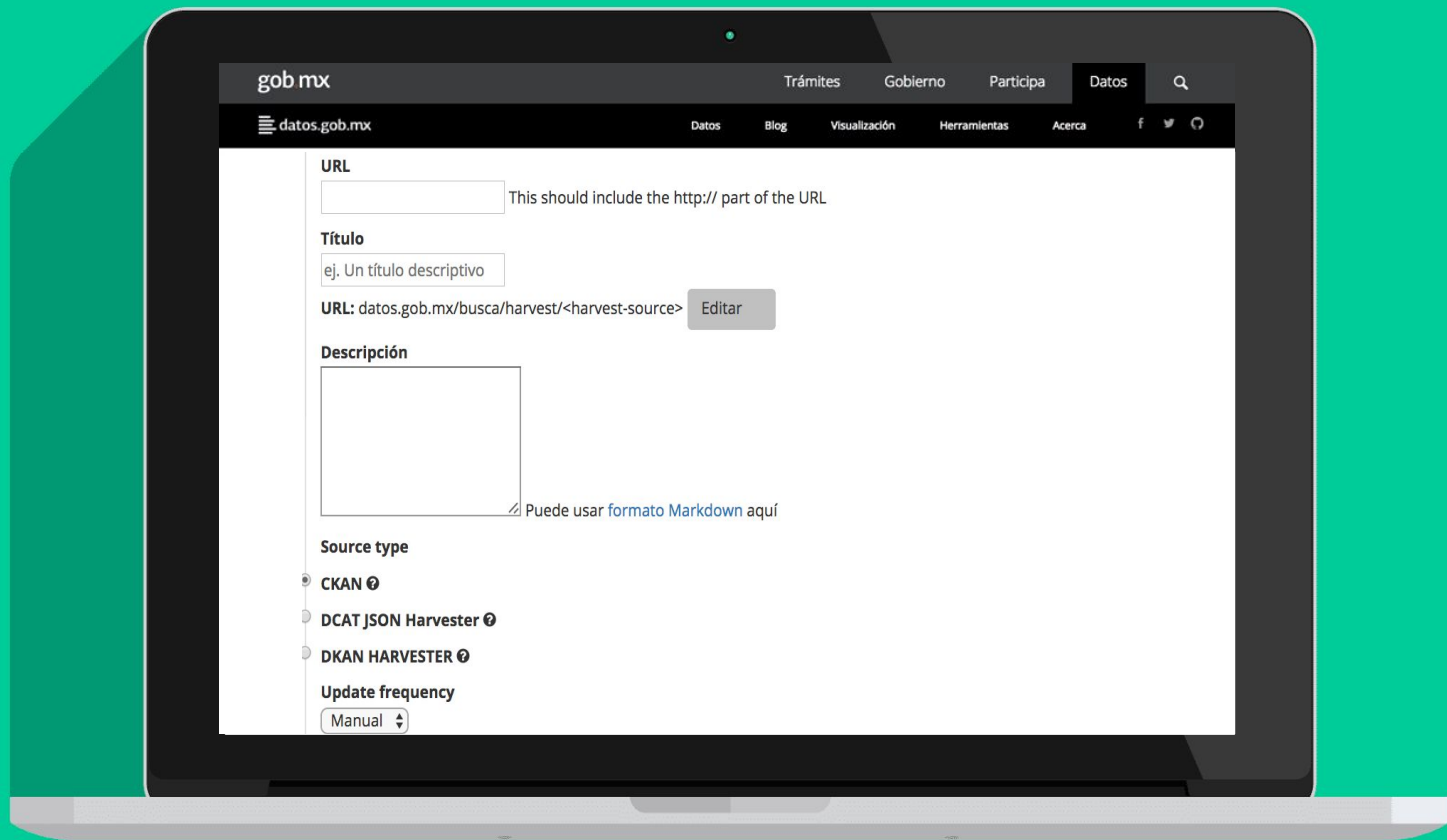 gob mx
Trámites Gobierno Participa Datos
datos.gob.mx
Datos Blog Visualización Herramientas Acerca
URL
This should include the http:// part of the URL
Título
ej. Un título descriptivo
URL: datos.gob.mx/busca/harvest/<harvest-source> Editar
Descripción
Puede usar formato Markdown aquí
Source type
CKAN
DCAT JSON Harvester
DKAN HARVESTER
Update frequency
Manual